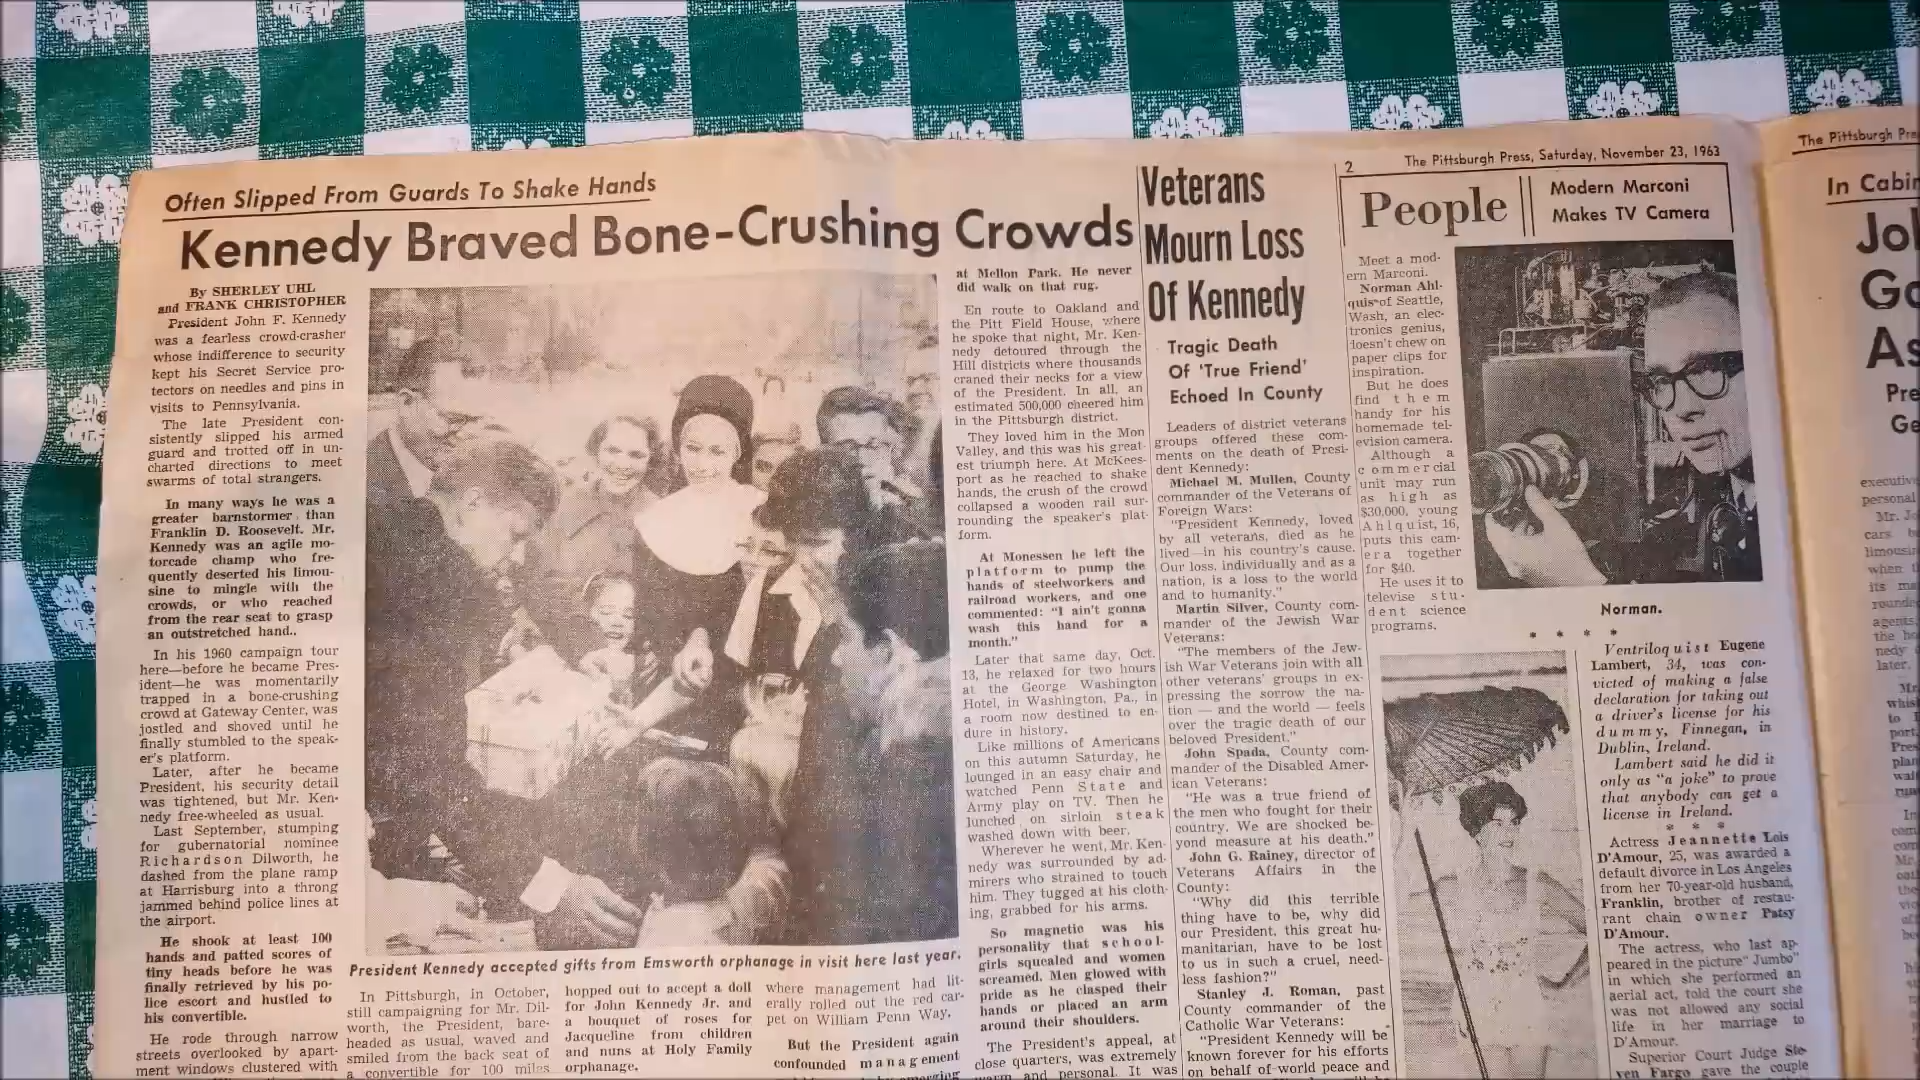 Often Slipped From Guards To Shake Hands
Kennedy Braved Bone-Crushing Crowds
By SHERLEY UHL
and FRANK CHRISTOPHER
President John F. Kennedy
was a fearless crowd-crasher
whose indifference to security
kept his Secret Service pro-
tectors on needles and pins in
visits to Pennsylvania.
The late President con-
sistently slipped his armed
guard and trotted off in un-
charted directions to meet
swarms of total strangers.
In many ways he was a
greater barnstormer than
Franklin D. Roosevelt. Mr.
Kennedy was an agile mo-
torcade champ who fre-
quently deserted his limou-
sine to mingle with the
crowds, or who reached
from the rear seat to grasp
an outstretched hand..
In his 1960 campaign tour
here—before he became Pres-
ident—he was momentarily
trapped in a bone-crushing
crowd at Gateway Center, was
jostled and shoved until he
finally stumbled to the speak-
er's platform.
Later, after he became
President, his security detail
was tightened, but Mr. Ken-
nedy free-wheeled as usual.
Last September, stumping
for gubernatorial nominee
Richardson Dilworth, he
dashed from the plane ramp
at Harrisburg into a throng
jammed behind police lines at
the airport.
He shook at least 100
hands and patted scores of
tiny heads before he was
finally retrieved by his po-
lice escort and hustled to
his convertible.
He rode through narrow
streets overlooked by apart-
ment windows clustered with
President Kennedy accepted gifts from Emsworth orphanage in visit here last year.
In Pittsburgh, in October,
still campaigning for Mr. Dil-
worth, the President, bare-
headed as usual, waved and
smiled from the back seat of
a convertible for 100 miles
hopped out to accept a doll
for John Kennedy Jr. and
a bouquet of roses for
Jacqueline from children
and nuns at Holy Family
orphanage.
where management had lit-
erally rolled out the red car-
pet on William Penn Way.
But the President again
confounded management
at Mellon Park. He never
did walk on that rug.
En route to Oakland and
the Pitt Field House, where
he spoke that night, Mr. Ken-
nedy detoured through the
Hill districts where thousands
craned their necks for a view
of the President. In all, an
estimated 500,000 cheered him
in the Pittsburgh district.
They loved him in the Mon
Valley, and this was his great-
est triumph here. At McKees-
port as he reached to shake
hands, the crush of the crowd
collapsed a wooden rail sur-
rounding the speaker's plat-
form.
At Monessen he left the
platform to pump the
hands of steelworkers and
railroad workers, and one
commented: "I ain't gonna
wash this hand for a
month."
Later that same day, Oct.
13, he relaxed for two hours
at the George Washington
Hotel, in Washington, Pa., in
a room now destined to en-
dure in history.
Like millions of Americans
on this autumn Saturday, he
lounged in an easy chair and
watched Penn State and
Army play on TV. Then he
lunched on sirloin steak
washed down with beer.
Wherever he went, Mr. Ken-
nedy was surrounded by ad-
mirers who strained to touch
him. They tugged at his cloth-
ing, grabbed for his arms.
So magnetic was his
personality that school-
girls squealed and women
screamed. Men glowed with
pride as he clasped their
hands or placed an arm
around their shoulders.
The President's appeal, at
close quarters, was extremely
warm and personal. It was
Veterans
Mourn Loss
Of Kennedy
Tragic Death
Of 'True Friend'
Echoed In County
Leaders of district veterans
groups offered these com-
ments on the death of Presi-
dent Kennedy:
Michael M. Mullen, County
commander of the Veterans of
Foreign Wars:
"President Kennedy, loved
by all veterans, died as he
lived—in his country's cause.
Our loss, individually and as a
nation, is a loss to the world
and to humanity."
Martin Silver, County com-
mander of the Jewish War
Veterans:
"The members of the Jew-
ish War Veterans join with all
other veterans' groups in ex-
pressing the sorrow the na-
tion — and the world — feels
over the tragic death of our
beloved President."
John Spada, County com-
mander of the Disabled Amer-
ican Veterans:
"He was a true friend of
the men who fought for their
country. We are shocked be-
yond measure at his death."
John G. Rainey, director of
Veterans Affairs in the
County:
"Why did this terrible
thing have to be, why did
our President, this great hu-
manitarian, have to be lost
to us in such a cruel, need-
less fashion?"
Stanley J. Roman, past
County commander of the
Catholic War Veterans:
"President Kennedy will be
known forever for his efforts
on behalf of world peace and
2
The Pittsburgh Press, Saturday, November 23, 1963
People
Modern Marconi
Makes TV Camera
Meet a mod-
ern Marconi.
Norman Ahl-
quist of Seattle,
Wash, an elec-
tronics genius,
doesn't chew on
paper clips for
inspiration.
But he does
find them
handy for his
homemade tel-
evision camera.
Although a
commercial
unit may run
as high as
$30,000, young
Ahlquist, 16,
puts this cam-
era together
for $40.
He uses it to
televise stu-
dent science
programs.
Norman.
* * * *
Ventriloquist Eugene
Lambert, 34, was con-
victed of making a false
declaration for taking out
a driver's license for his
dummy, Finnegan, in
Dublin, Ireland.
Lambert said he did it
only as "a joke" to prove
that anybody can get a
license in Ireland.
* * *
Actress Jeannette Lois
D'Amour, 25, was awarded a
default divorce in Los Angeles
from her 70-year-old husband,
Franklin, brother of restau-
rant chain owner Patsy
D'Amour.
The actress, who last ap-
peared in the picture "Jumbo"
in which she performed an
aerial act, told the court she
was not allowed any social
life in her marriage to
D'Amour.
Superior Court Judge Ste-
ven Fargo gave the couple
The Pittsburgh
In